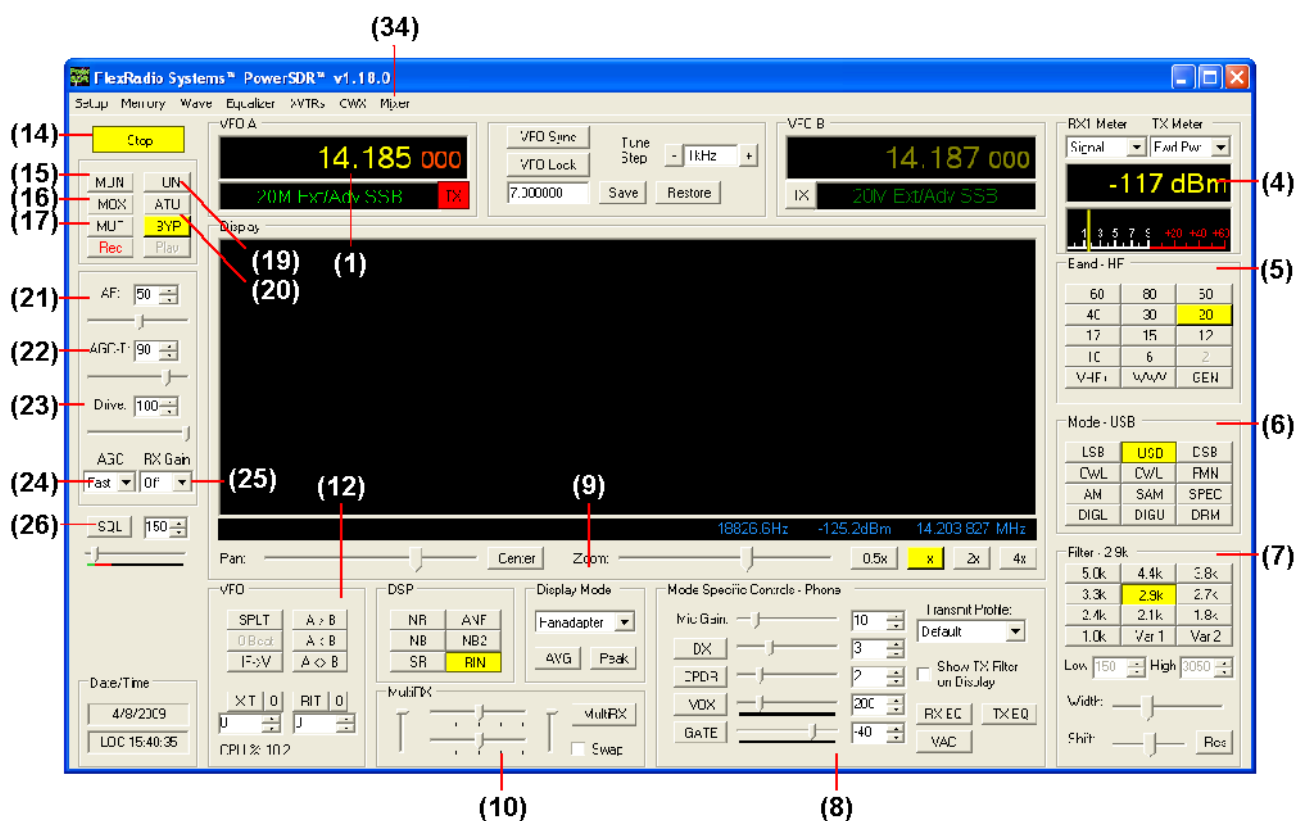 (34)
FlexRadio Systems™ PowerSDR™ v1.18.0
Setup Memory Wave Equalizer XVTRs CWX Mixer
(14)
Stop
VFO A
14.185 000
20M Ext/Adv SSB TX
VFO Sync
VFO Lock
Tune
Step - 1kHz +
7.000000 Save Restore
VFO B
14.187 000
TX 20M Ext/Adv SSB
RX1 Meter TX Meter
Signal Fwd Pwr
-117 dBm
(4)
1 3 5 7 9 +20 +40 +60
(15)
MON
(16)
MOX ATU
(17)
BYP
Rec Play
(19)
(20)
(1)
Display
(5)
Band - HF
60 80
40 30 20
17 15 12
10 6 2
VHF+ WWV GEN
(21)
AF: 50
(22)
AGC-T: 90
(23)
Drive: 100
AGC RX Gain
(24)
Fast Off
(25)
(26)
SQL 150
(12)
(9)
(6)
Mode - USB
LSB USB DSB
CWL FMN
AM SAM SPEC
DIGL DIGU DRM
-125.2dBm 14.203 827 MHz
Pan: Center Zoom: 0.5x x 2x 4x
(7)
Filter - 2.9k
5.0k 4.4k 3.8k
3.3k 2.9k 2.7k
2.4k 2.1k 1.8k
1.0k Var 1 Var 2
Low 150 High 3050
Width:
Shift: Res
VFO
SPLT A > B
0 Beat A < B
IF->V A <> B
XIT 0 RIT 0
CPU %: 10.2
DSP
NR ANF
NB NB2
SR BIN
Display Mode
Panadapter
AVG Peak
MultiRX
MultiRX
Swap
(10)
Mode Specific Controls - Phone
Mic Gain: 10
DX 3
CPDR 2
VOX 200
GATE -40
Transmit Profile:
Default
Show TX Filter
on Display
RX EQ TX EQ
VAC
(8)
Date/Time
4/8/2009
LOC 15:40:35